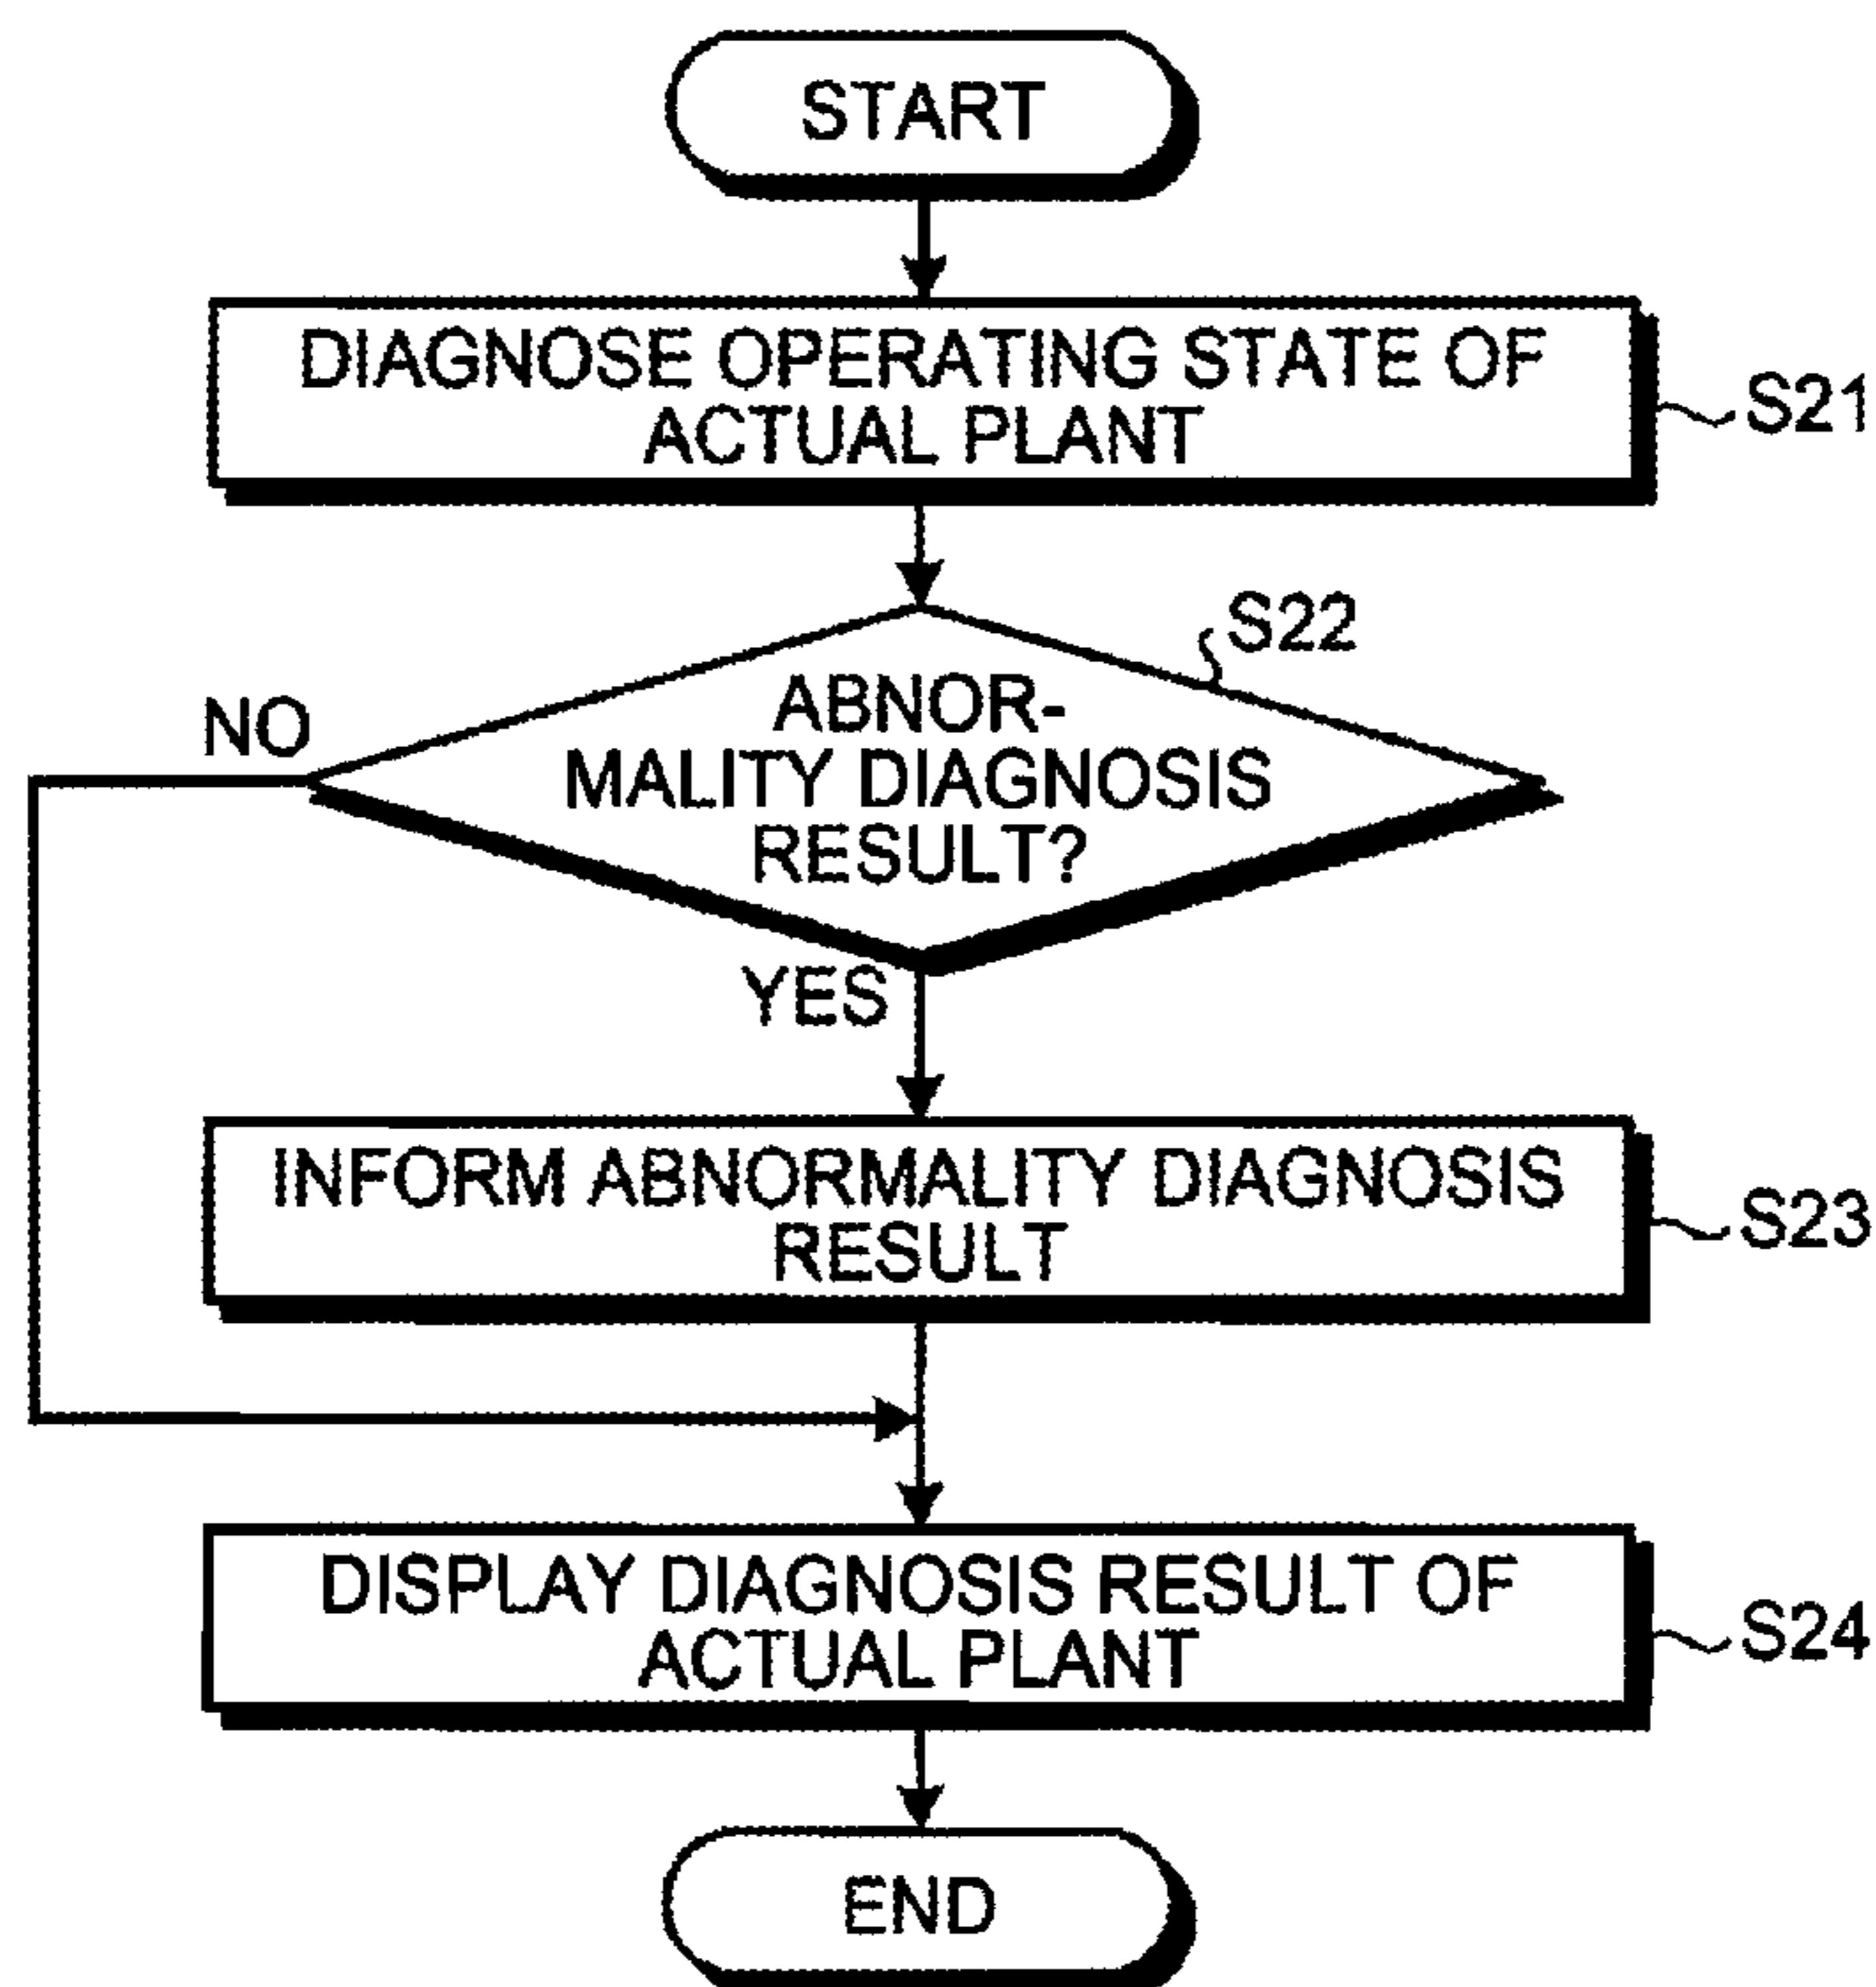 START
DIAGNOSE OPERATING STATE OF
ACTUAL PLANT
S21
S22
ABNOR-
MALITY DIAGNOSIS
RESULT?
NO
YES
INFORM ABNORMALITY DIAGNOSIS
RESULT
S23
DISPLAY DIAGNOSIS RESULT OF
ACTUAL PLANT
S24
END